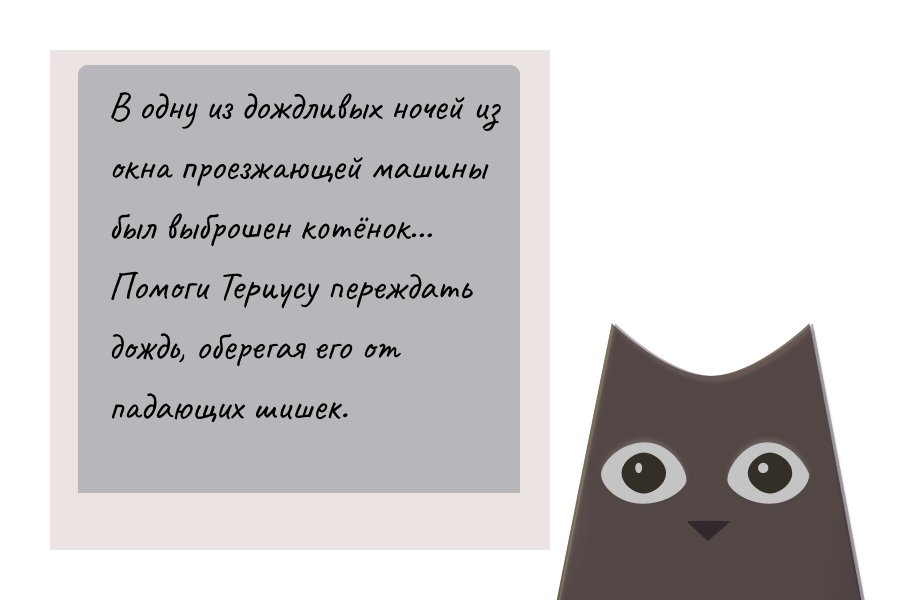 В одну из дождливых ночей из
окна проезжающей машины
был выброшен котёнок...
Помоги Териусу переждать
дождь, оберегая его от
падающих шишек.